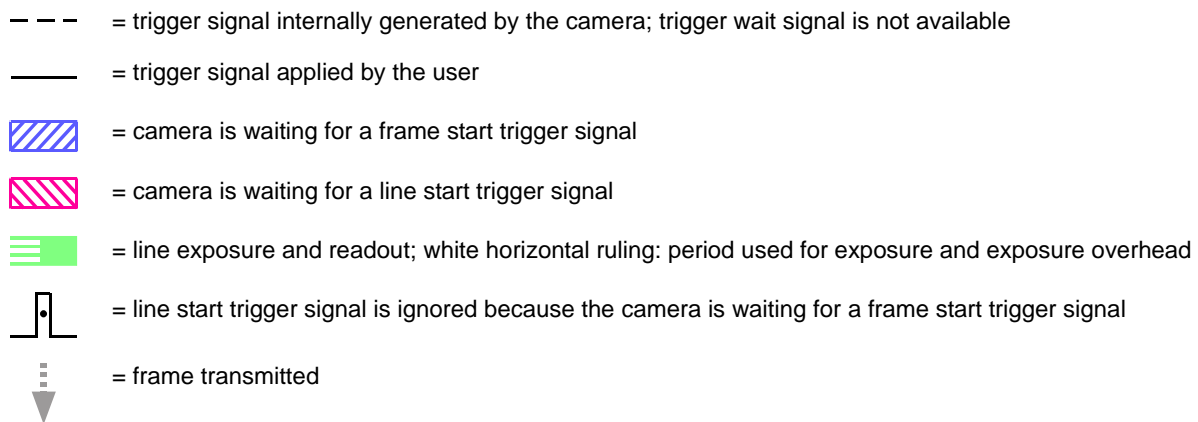 = trigger signal internally generated by the camera; trigger wait signal is not available
= trigger signal applied by the user
= camera is waiting for a frame start trigger signal
= camera is waiting for a line start trigger signal
= line exposure and readout; white horizontal ruling: period used for exposure and exposure overhead
= line start trigger signal is ignored because the camera is waiting for a frame start trigger signal
= frame transmitted